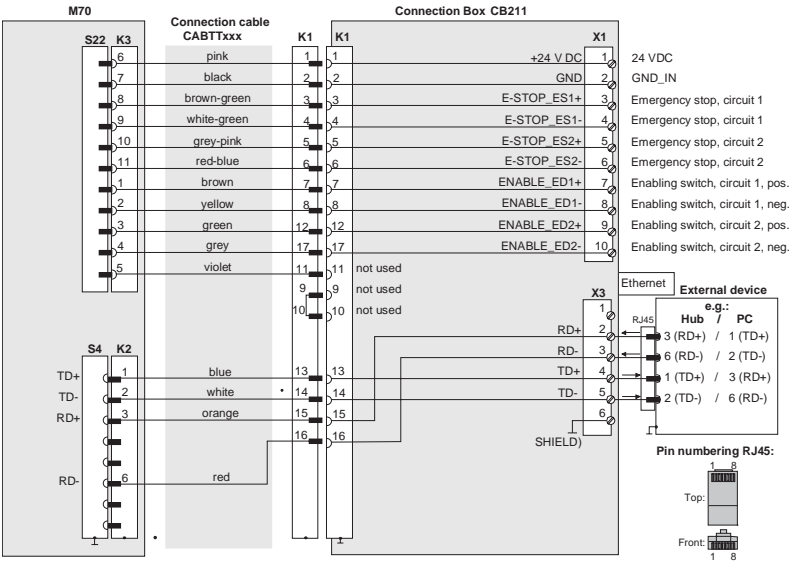 M70
Connection cable
CABTTxxx
Connection Box CB211
S22 K3 K1 K1 X1
6 pink 1 1 +24 V DC 1 24 VDC
7 black 2 2 GND 2 GND_IN
8 brown-green 3 3 E-STOP_ES1+ 3 Emergency stop, circuit 1
9 white-green 4 4 E-STOP_ES1- 4 Emergency stop, circuit 1
10 grey-pink 5 5 E-STOP_ES2+ 5 Emergency stop, circuit 2
11 red-blue 6 6 E-STOP_ES2- 6 Emergency stop, circuit 2
1 brown 7 7 ENABLE_ED1+ 7 Enabling switch, circuit 1, pos.
2 yellow 8 8 ENABLE_ED1- 8 Enabling switch, circuit 1, neg.
3 green 12 12 ENABLE_ED2+ 9 Enabling switch, circuit 2, pos.
4 grey 17 17 ENABLE_ED2- 10 Enabling switch, circuit 2, neg.
5 violet 11 11 not used
9 9 not used
10 10 not used
Ethernet
External device
X3
e.g.:
RJ45 Hub / PC
1
RD+ 2 3 (RD+) / 1 (TD+)
RD- 3 6 (RD-) / 2 (TD-)
TD+ 4 1 (TD+) / 3 (RD+)
TD- 5 2 (TD-) / 6 (RD-)
6
SHIELD)
S4 K2
TD+ 1 blue 13 13
TD- 2 white 14 14
RD+ 3 orange 15 15
16 16
RD- 6 red
Pin numbering RJ45:
1 8
Top:
Front:
1 8